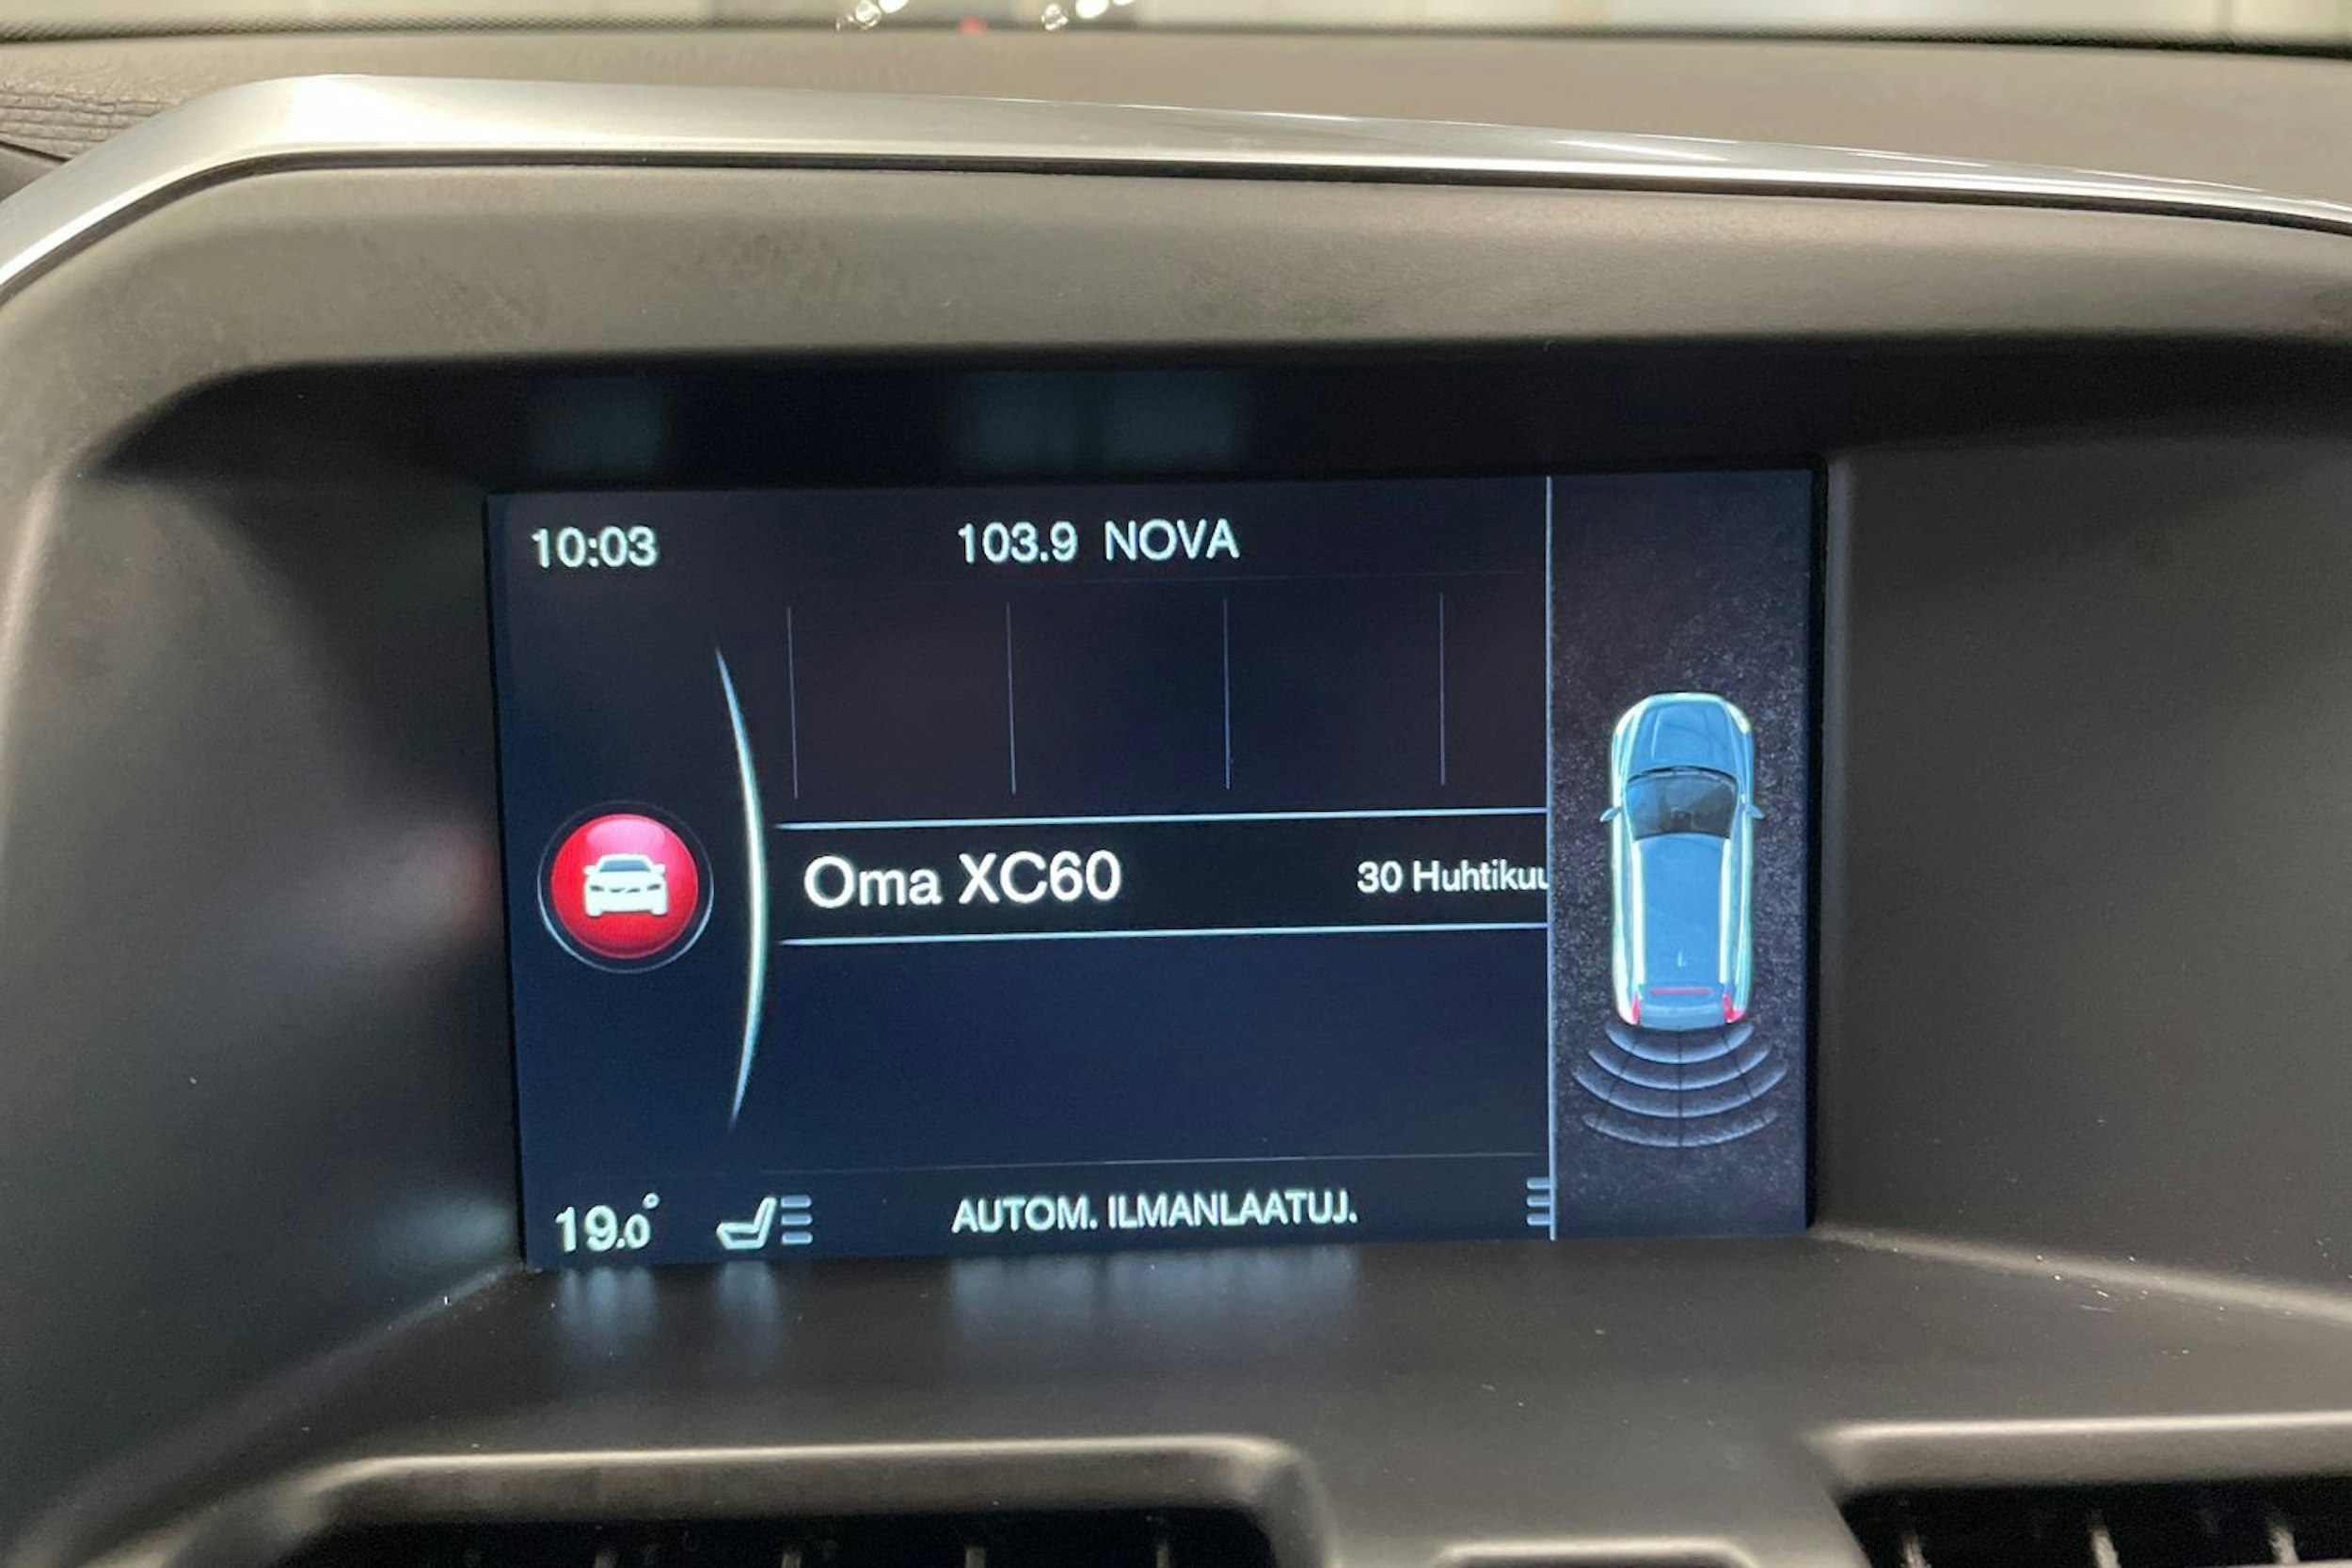 10:03 103.9 NOVA
Oma XC60 30 Huhtikuu
19.0° AUTOM. ILMANLAATUJ.